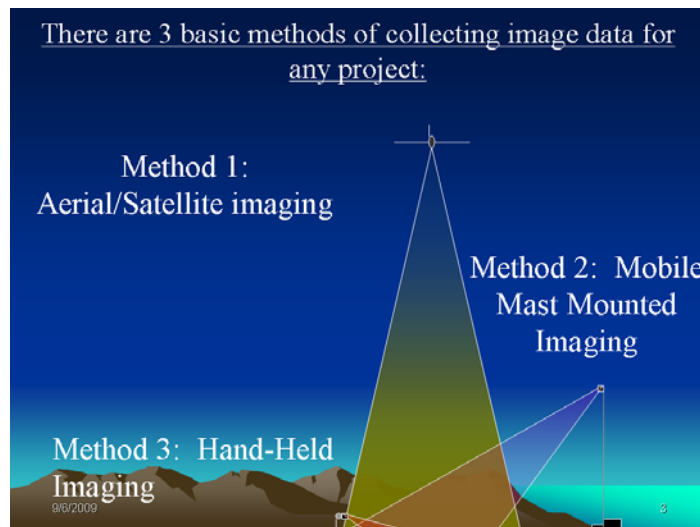 There are 3 basic methods of collecting image data for
any project:
Method 1:
Aerial/Satellite imaging
Method 2:  Mobile
Mast Mounted
Imaging
Method 3:  Hand-Held
Imaging
9/6/2009
3